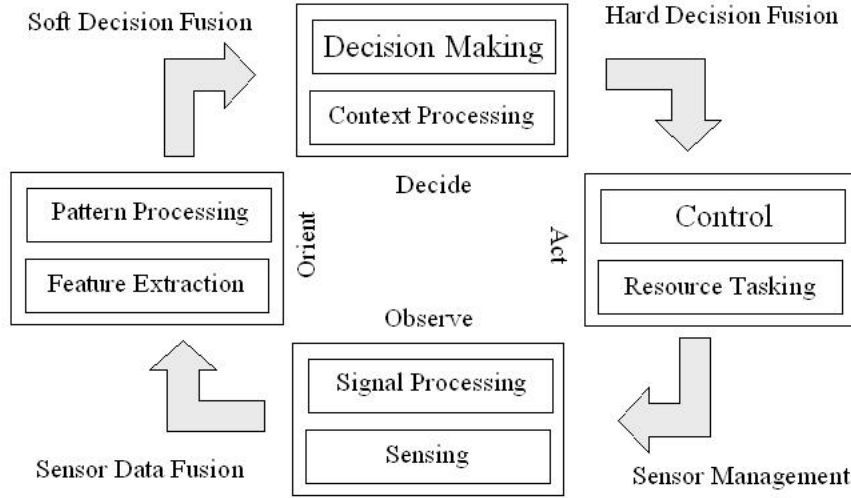 Soft Decision Fusion
Hard Decision Fusion
Decision Making
Context Processing
Decide
Pattern Processing
Feature Extraction
Orient
Act
Control
Resource Tasking
Observe
Signal Processing
Sensing
Sensor Data Fusion
Sensor Management